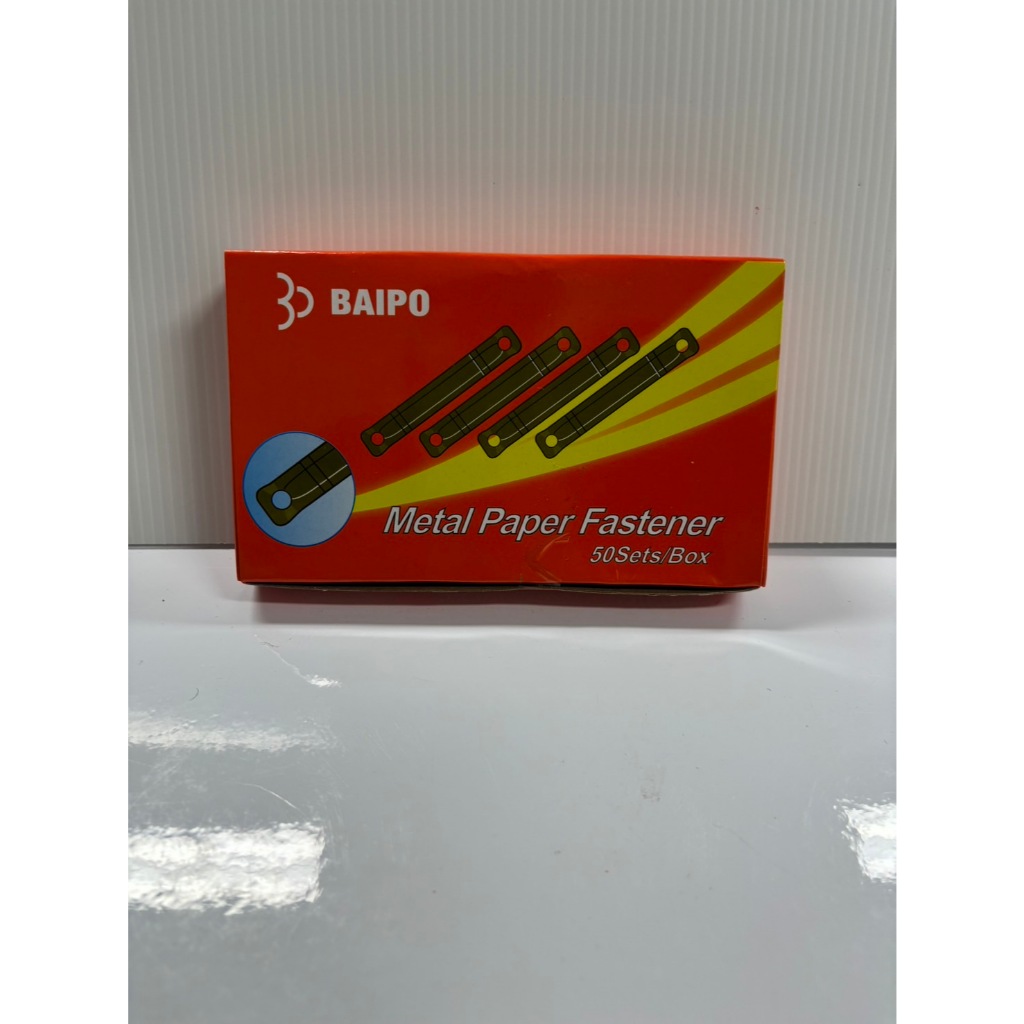 BAIPO
Metal Paper Fastener
50Sets/Box